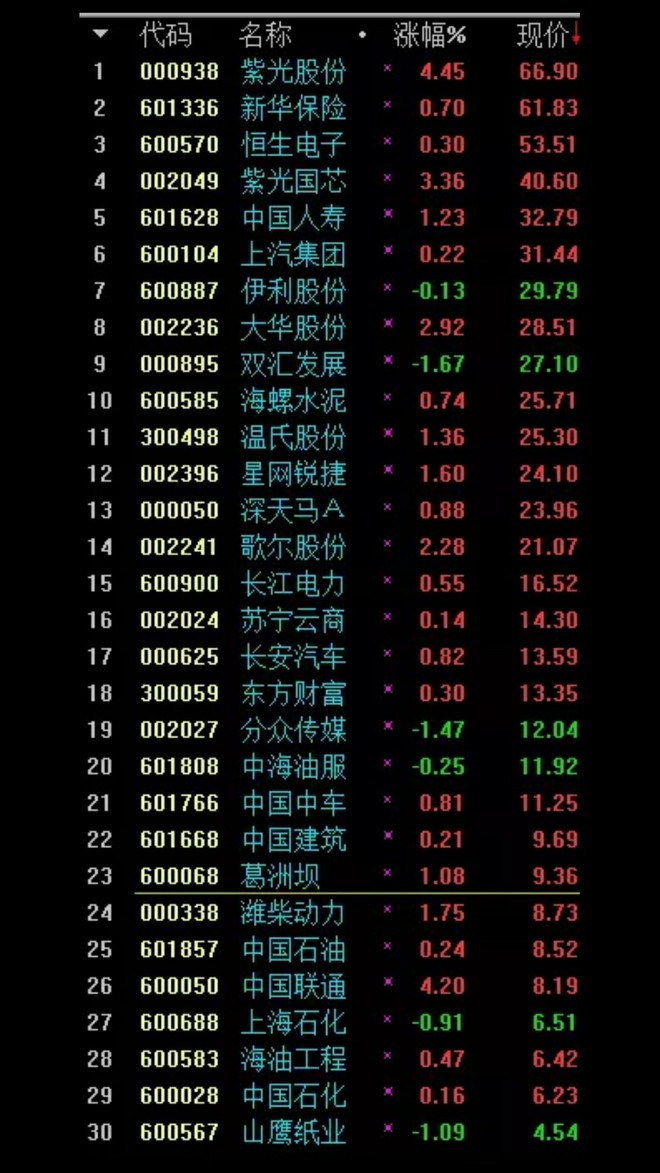 代码 名称 · 涨幅% 现价↓
1 000938 紫光股份 × 4.45 66.90
2 601336 新华保险 × 0.70 61.83
3 600570 恒生电子 × 0.30 53.51
4 002049 紫光国芯 × 3.36 40.60
5 601628 中国人寿 × 1.23 32.79
6 600104 上汽集团 × 0.22 31.44
7 600887 伊利股份 × -0.13 29.79
8 002236 大华股份 × 2.92 28.51
9 000895 双汇发展 × -1.67 27.10
10 600585 海螺水泥 × 0.74 25.71
11 300498 温氏股份 × 1.36 25.30
12 002396 星网锐捷 × 1.60 24.10
13 000050 深天马A × 0.88 23.96
14 002241 歌尔股份 × 2.28 21.07
15 600900 长江电力 × 0.55 16.52
16 002024 苏宁云商 × 0.14 14.30
17 000625 长安汽车 × 0.82 13.59
18 300059 东方财富 × 0.30 13.35
19 002027 分众传媒 × -1.47 12.04
20 601808 中海油服 × -0.25 11.92
21 601766 中国中车 × 0.81 11.25
22 601668 中国建筑 × 0.21 9.69
23 600068 葛洲坝 × 1.08 9.36
24 000338 潍柴动力 × 1.75 8.73
25 601857 中国石油 × 0.24 8.52
26 600050 中国联通 × 4.20 8.19
27 600688 上海石化 × -0.91 6.51
28 600583 海油工程 × 0.47 6.42
29 600028 中国石化 × 0.16 6.23
30 600567 山鹰纸业 × -1.09 4.54